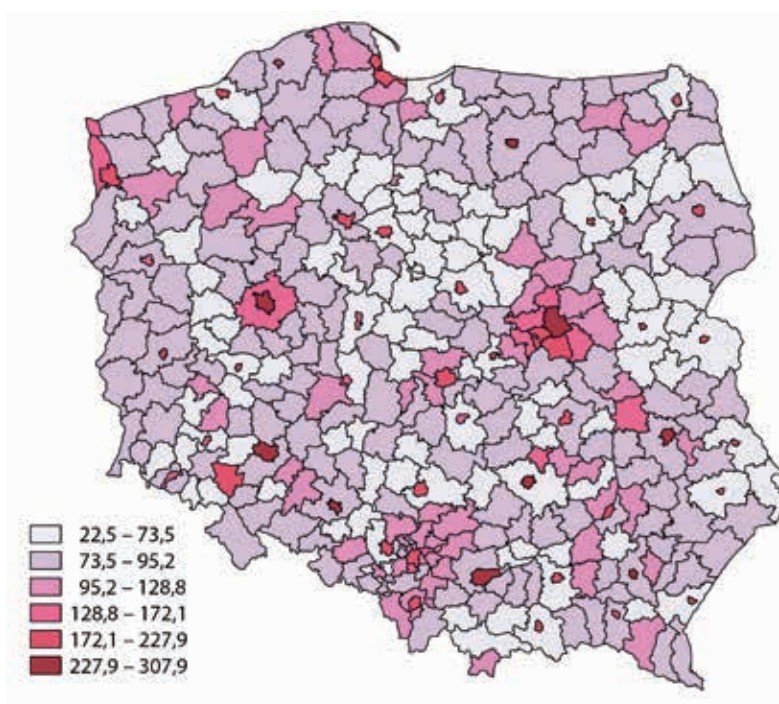 22,5 – 73,5
73,5 – 95,2
95,2 – 128,8
128,8 – 172,1
172,1 – 227,9
227,9 – 307,9